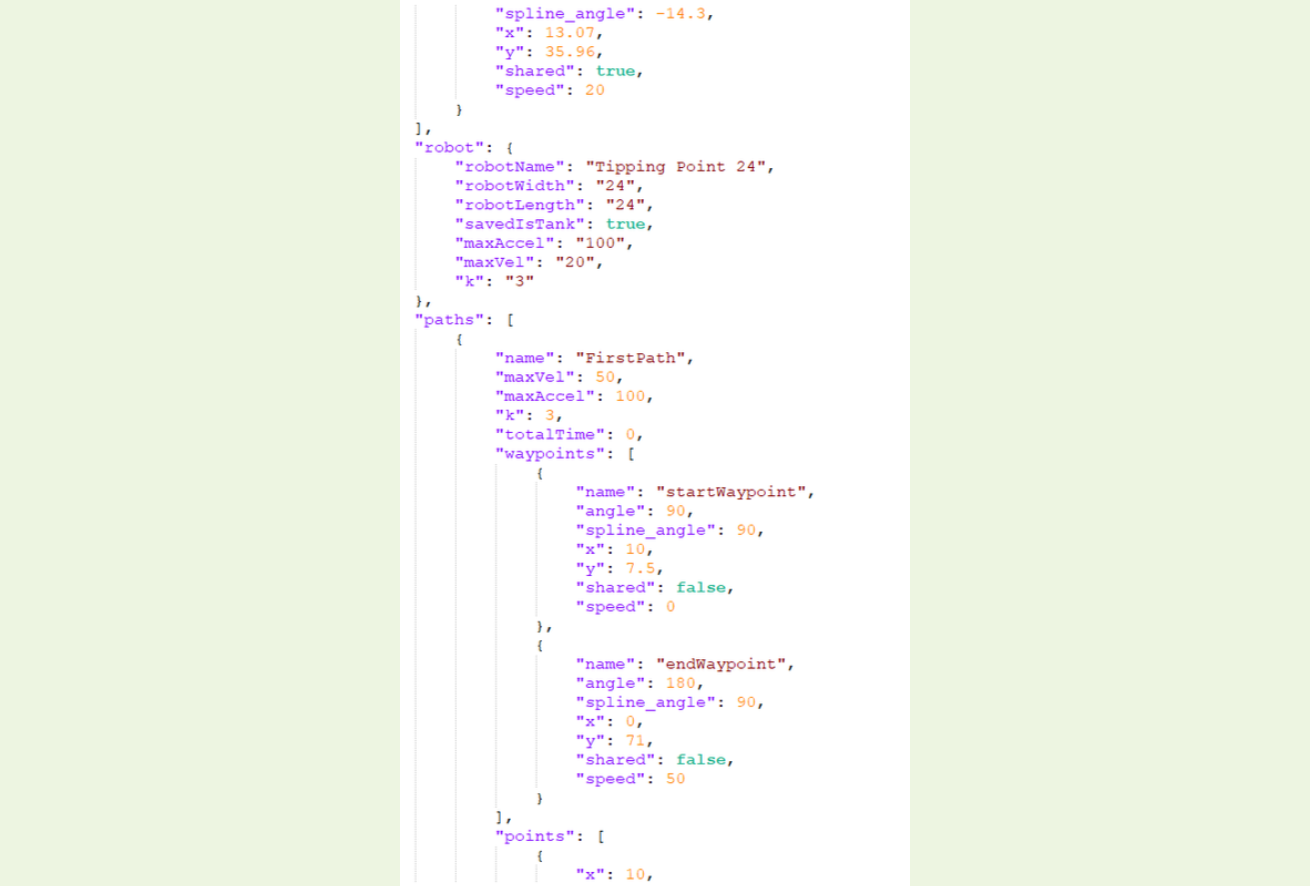 "spline_angle": -14.3,
"x": 13.07,
"y": 35.96,
"shared": true,
"speed": 20
}
],
"robot": {
"robotName": "Tipping Point 24",
"robotWidth": "24",
"robotLength": "24",
"savedIsTank": true,
"maxAccel": "100",
"maxVel": "20",
"k": "3"
},
"paths": [
{
"name": "FirstPath",
"maxVel": 50,
"maxAccel": 100,
"k": 3,
"totalTime": 0,
"waypoints": [
{
"name": "startWaypoint",
"angle": 90,
"spline_angle": 90,
"x": 10,
"y": 7.5,
"shared": false,
"speed": 0
},
{
"name": "endWaypoint",
"angle": 180,
"spline_angle": 90,
"x": 0,
"y": 71,
"shared": false,
"speed": 50
}
],
"points": [
{
"x": 10,